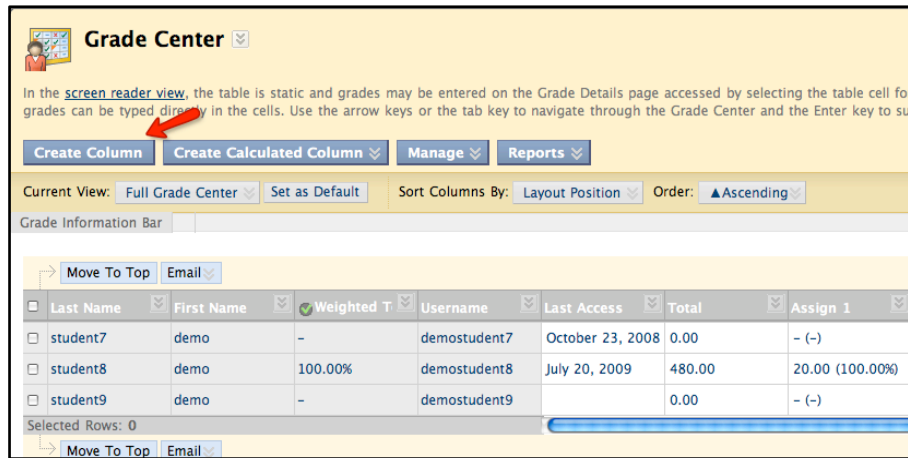 Grade Center
In the screen reader view, the table is static and grades may be entered on the Grade Details page accessed by selecting the table cell fo
grades can be typed directly in the cells. Use the arrow keys or the tab key to navigate through the Grade Center and the Enter key to su
Create Column Create Calculated Column Manage Reports
Current View: Full Grade Center Set as Default Sort Columns By: Layout Position Order: ▲Ascending
Grade Information Bar
Move To Top Email
Last Name First Name Weighted T Username Last Access Total Assign 1
student7 demo – demostudent7 October 23, 2008 0.00 – (–)
student8 demo 100.00% demostudent8 July 20, 2009 480.00 20.00 (100.00%)
student9 demo – demostudent9 0.00 – (–)
Selected Rows: 0
Move To Top Email